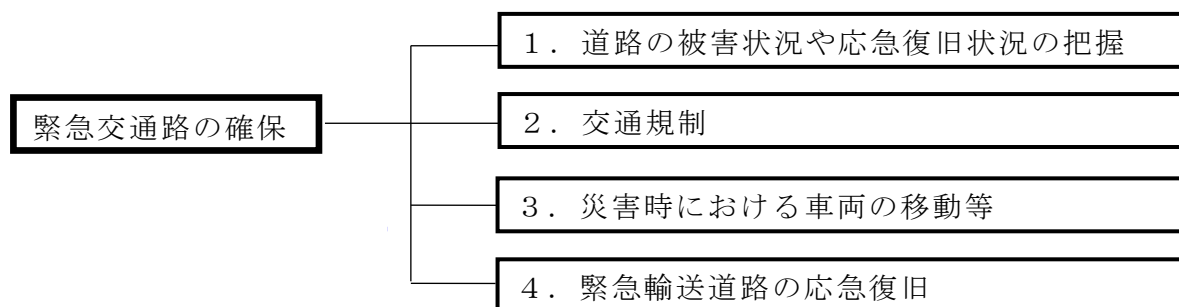 緊急交通路の確保
１．道路の被害状況や応急復旧状況の把握
２．交通規制
３．災害時における車両の移動等
４．緊急輸送道路の応急復旧